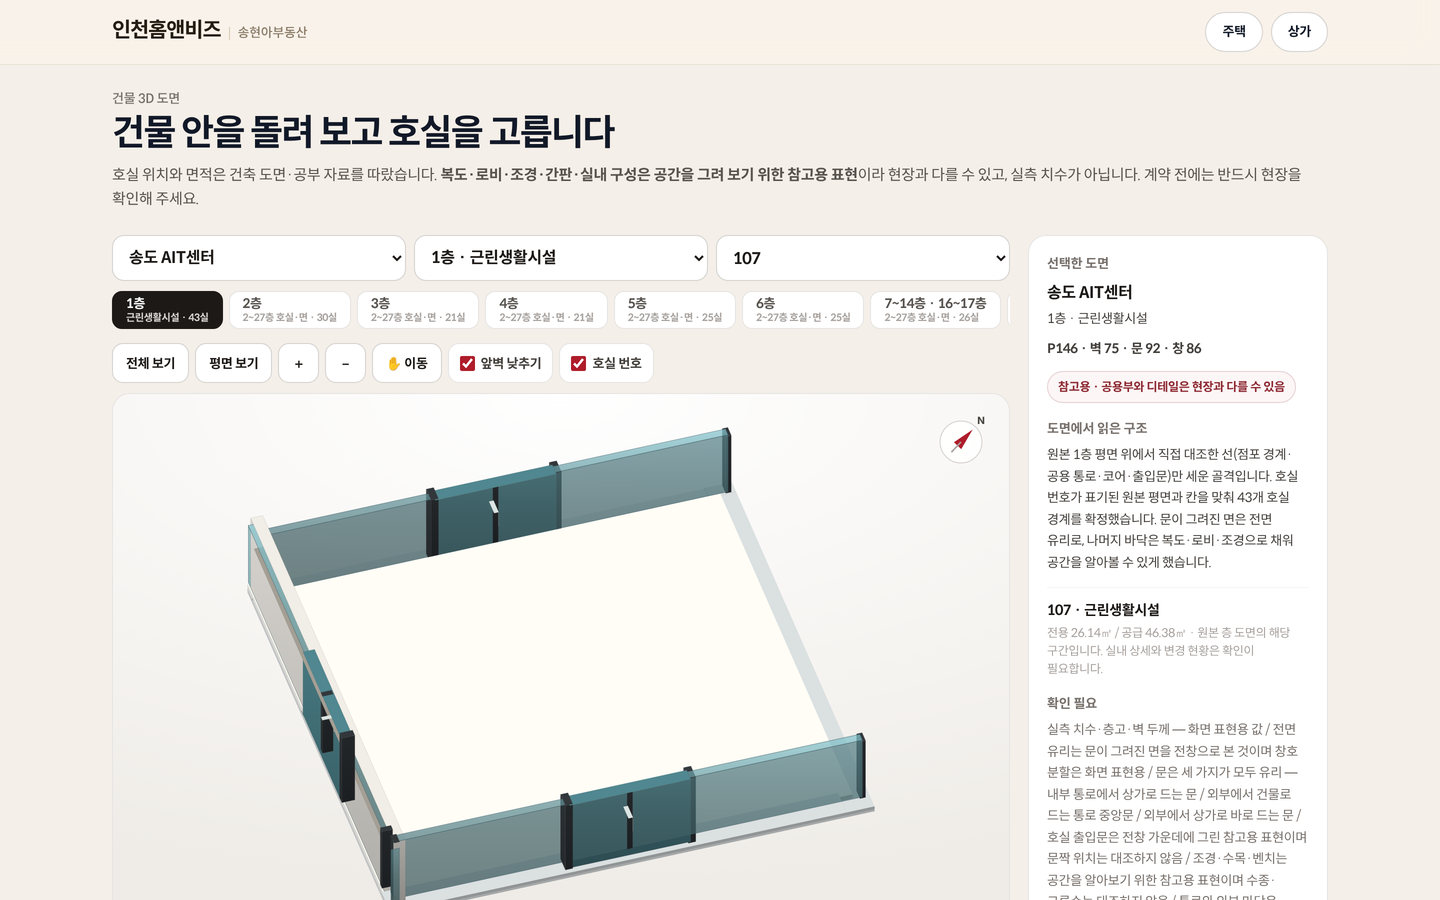 인천홈앤비즈 | 송현아부동산
주택
상가
건물 3D 도면
건물 안을 돌려 보고 호실을 고릅니다
호실 위치와 면적은 건축 도면·공부 자료를 따랐습니다. 복도·로비·조경·간판·실내 구성은 공간을 그려 보기 위한 참고용 표현이라 현장과 다를 수 있고, 실측 치수가 아닙니다. 계약 전에는 반드시 현장을
확인해 주세요.
송도 AIT센터
1층 · 근린생활시설
107
1층
근린생활시설 · 43실
2층
2~27층 호실·면 · 30실
3층
2~27층 호실·면 · 21실
4층
2~27층 호실·면 · 21실
5층
2~27층 호실·면 · 25실
6층
2~27층 호실·면 · 25실
7~14층 · 16~17층
2~27층 호실·면 · 26실
전체 보기
평면 보기
+
−
✋ 이동
앞벽 낮추기
호실 번호
N
선택한 도면
송도 AIT센터
1층 · 근린생활시설
P146 · 벽 75 · 문 92 · 창 86
참고용 · 공용부와 디테일은 현장과 다를 수 있음
도면에서 읽은 구조
원본 1층 평면 위에서 직접 대조한 선(점포 경계·
공용 통로·코어·출입문)만 세운 골격입니다. 호실
번호가 표기된 원본 평면과 칸을 맞춰 43개 호실
경계를 확정했습니다. 문이 그려진 면은 전면
유리로, 나머지 바닥은 복도·로비·조경으로 채워
공간을 알아볼 수 있게 했습니다.
107 · 근린생활시설
전용 26.14㎡ / 공급 46.38㎡ · 원본 층 도면의 해당
구간입니다. 실내 상세와 변경 현황은 확인이
필요합니다.
확인 필요
실측 치수·층고·벽 두께 — 화면 표현용 값 / 전면
유리는 문이 그려진 면을 전창으로 본 것이며 창호
분할은 화면 표현용 / 문은 세 가지가 모두 유리 —
내부 통로에서 상가로 드는 문 / 외부에서 건물로
드는 통로 중앙문 / 외부에서 상가로 바로 드는 문 /
호실 출입문은 전창 가운데에 그린 참고용 표현이며
문짝 위치는 대조하지 않음 / 조경·수목·벤치는
공간을 알아보기 위한 참고용 표현이며 수종·